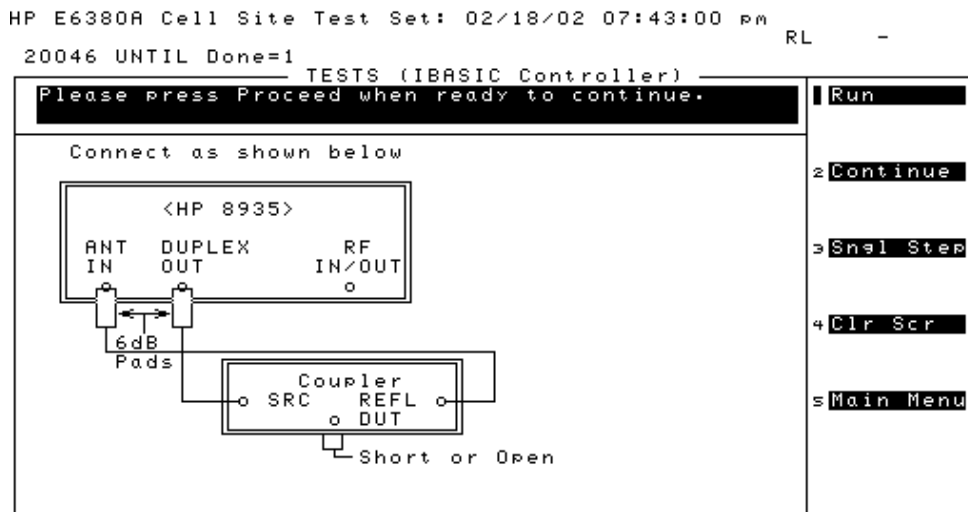 HP E6380A Cell Site Test Set: 02/18/02 07:43:00 pm
RL -
20046 UNTIL Done=1
TESTS (IBASIC Controller)
Please press Proceed when ready to continue.
Connect as shown below
<HP 8935>
ANT DUPLEX RF
IN OUT IN/OUT
6dB
Pads
Coupler
SRC REFL
DUT
Short or Open
1 Run
2 Continue
3 Sngl Step
4 Clr Scr
5 Main Menu